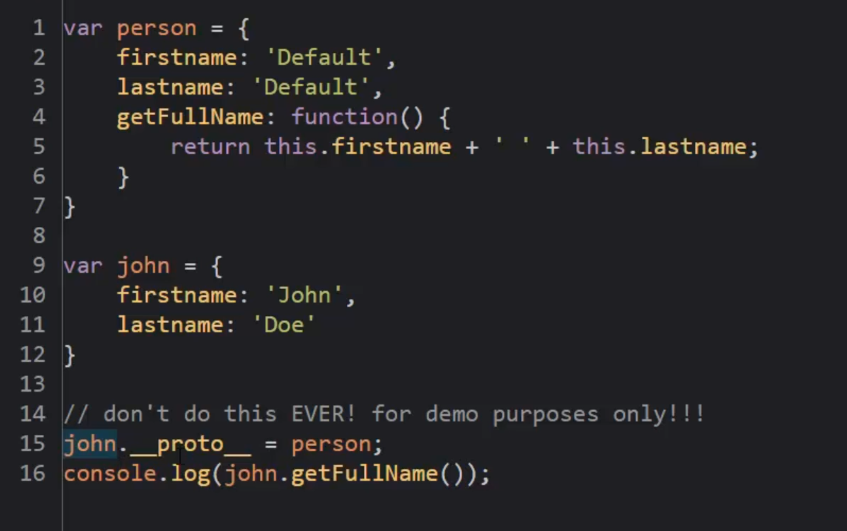 1 var person = {
2     firstname: 'Default',
3     lastname: 'Default',
4     getFullName: function() {
5         return this.firstname + ' ' + this.lastname;
6     }
7 }
8
9 var john = {
10     firstname: 'John',
11     lastname: 'Doe'
12 }
13
14 // don't do this EVER! for demo purposes only!!!
15 john.__proto__ = person;
16 console.log(john.getFullName());